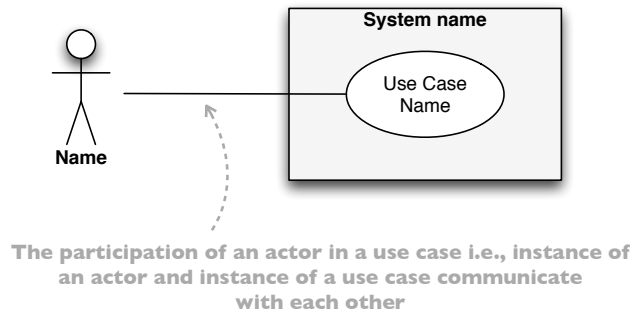 System name
Use Case
Name
Name
The participation of an actor in a use case i.e., instance of
an actor and instance of a use case communicate
with each other